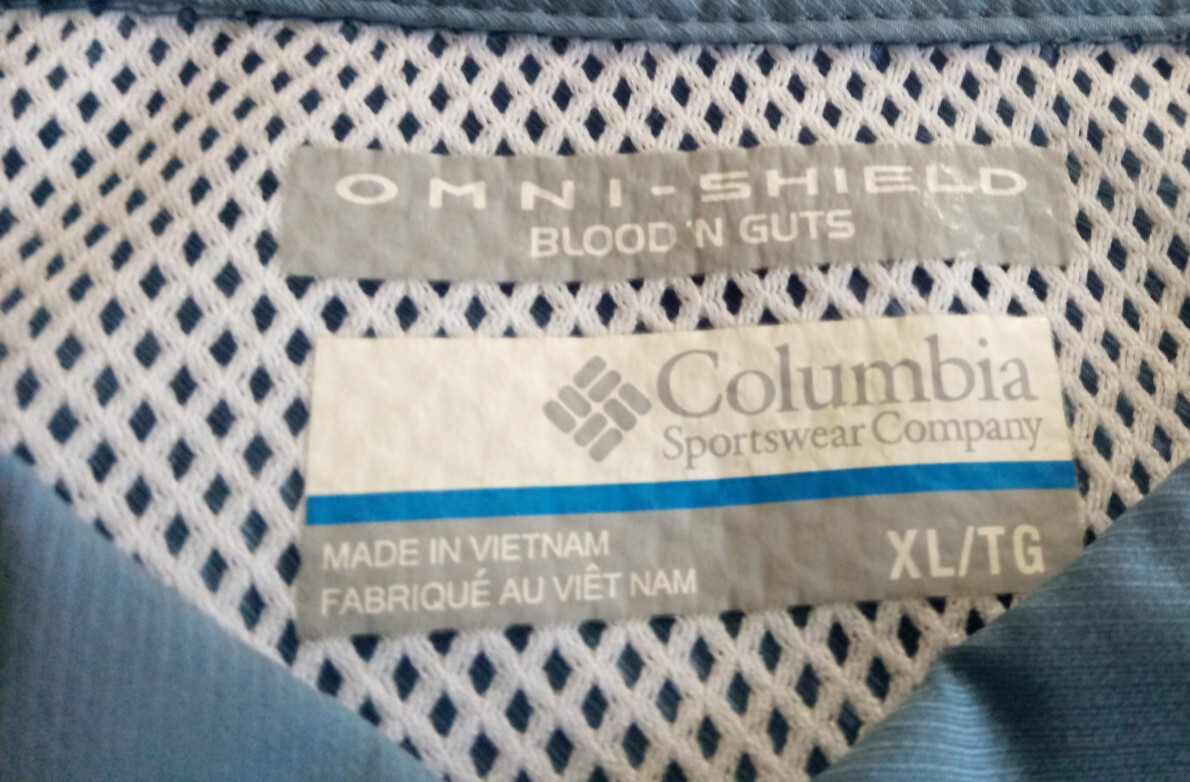 OMNI-SHIELD
BLOOD 'N GUTS
Columbia
Sportswear Company
MADE IN VIETNAM
FABRIQUÉ AU VIÊT NAM
XL/TG